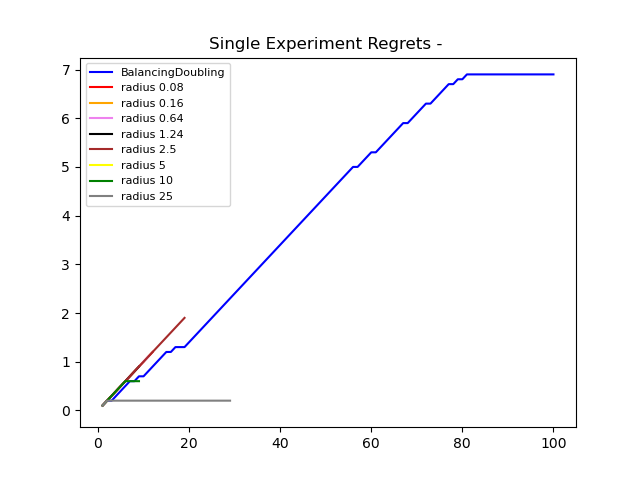 Single Experiment Regrets -
BalancingDoubling
radius 0.08
radius 0.16
radius 0.64
radius 1.24
radius 2.5
radius 5
radius 10
radius 25
7
6
5
4
3
2
1
0
0 20 40 60 80 100